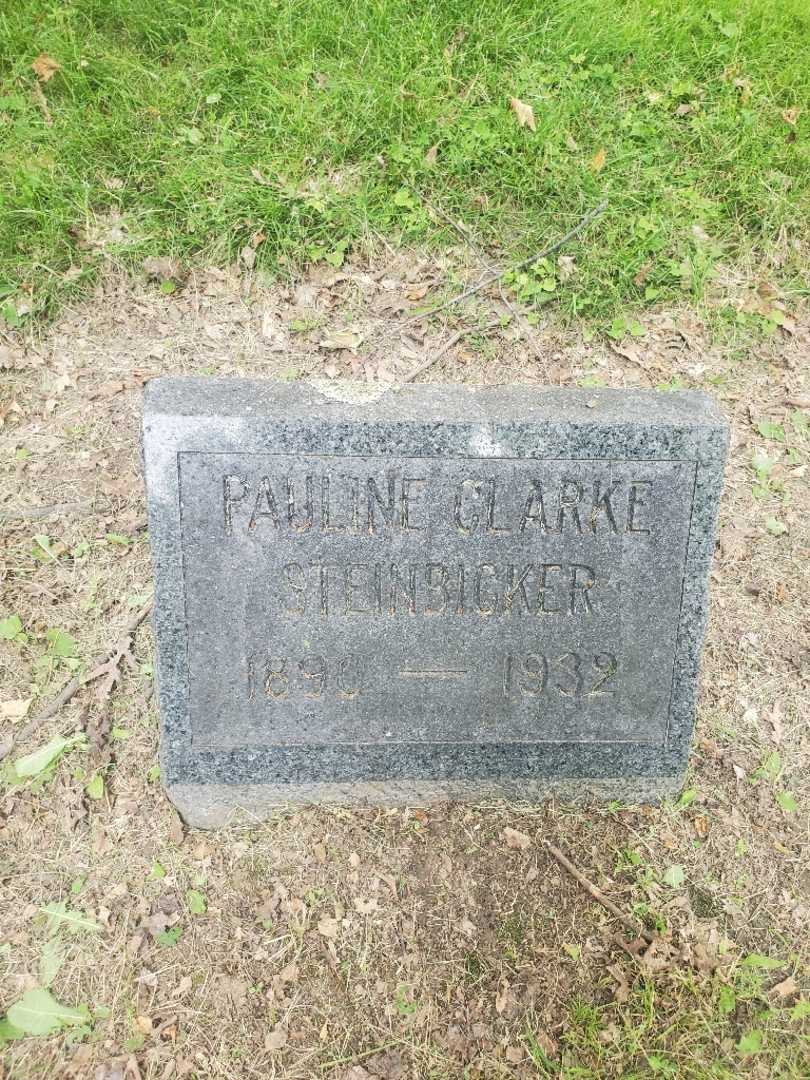 PAULINE CLARKE
STEINBICKER
1890 — 1932